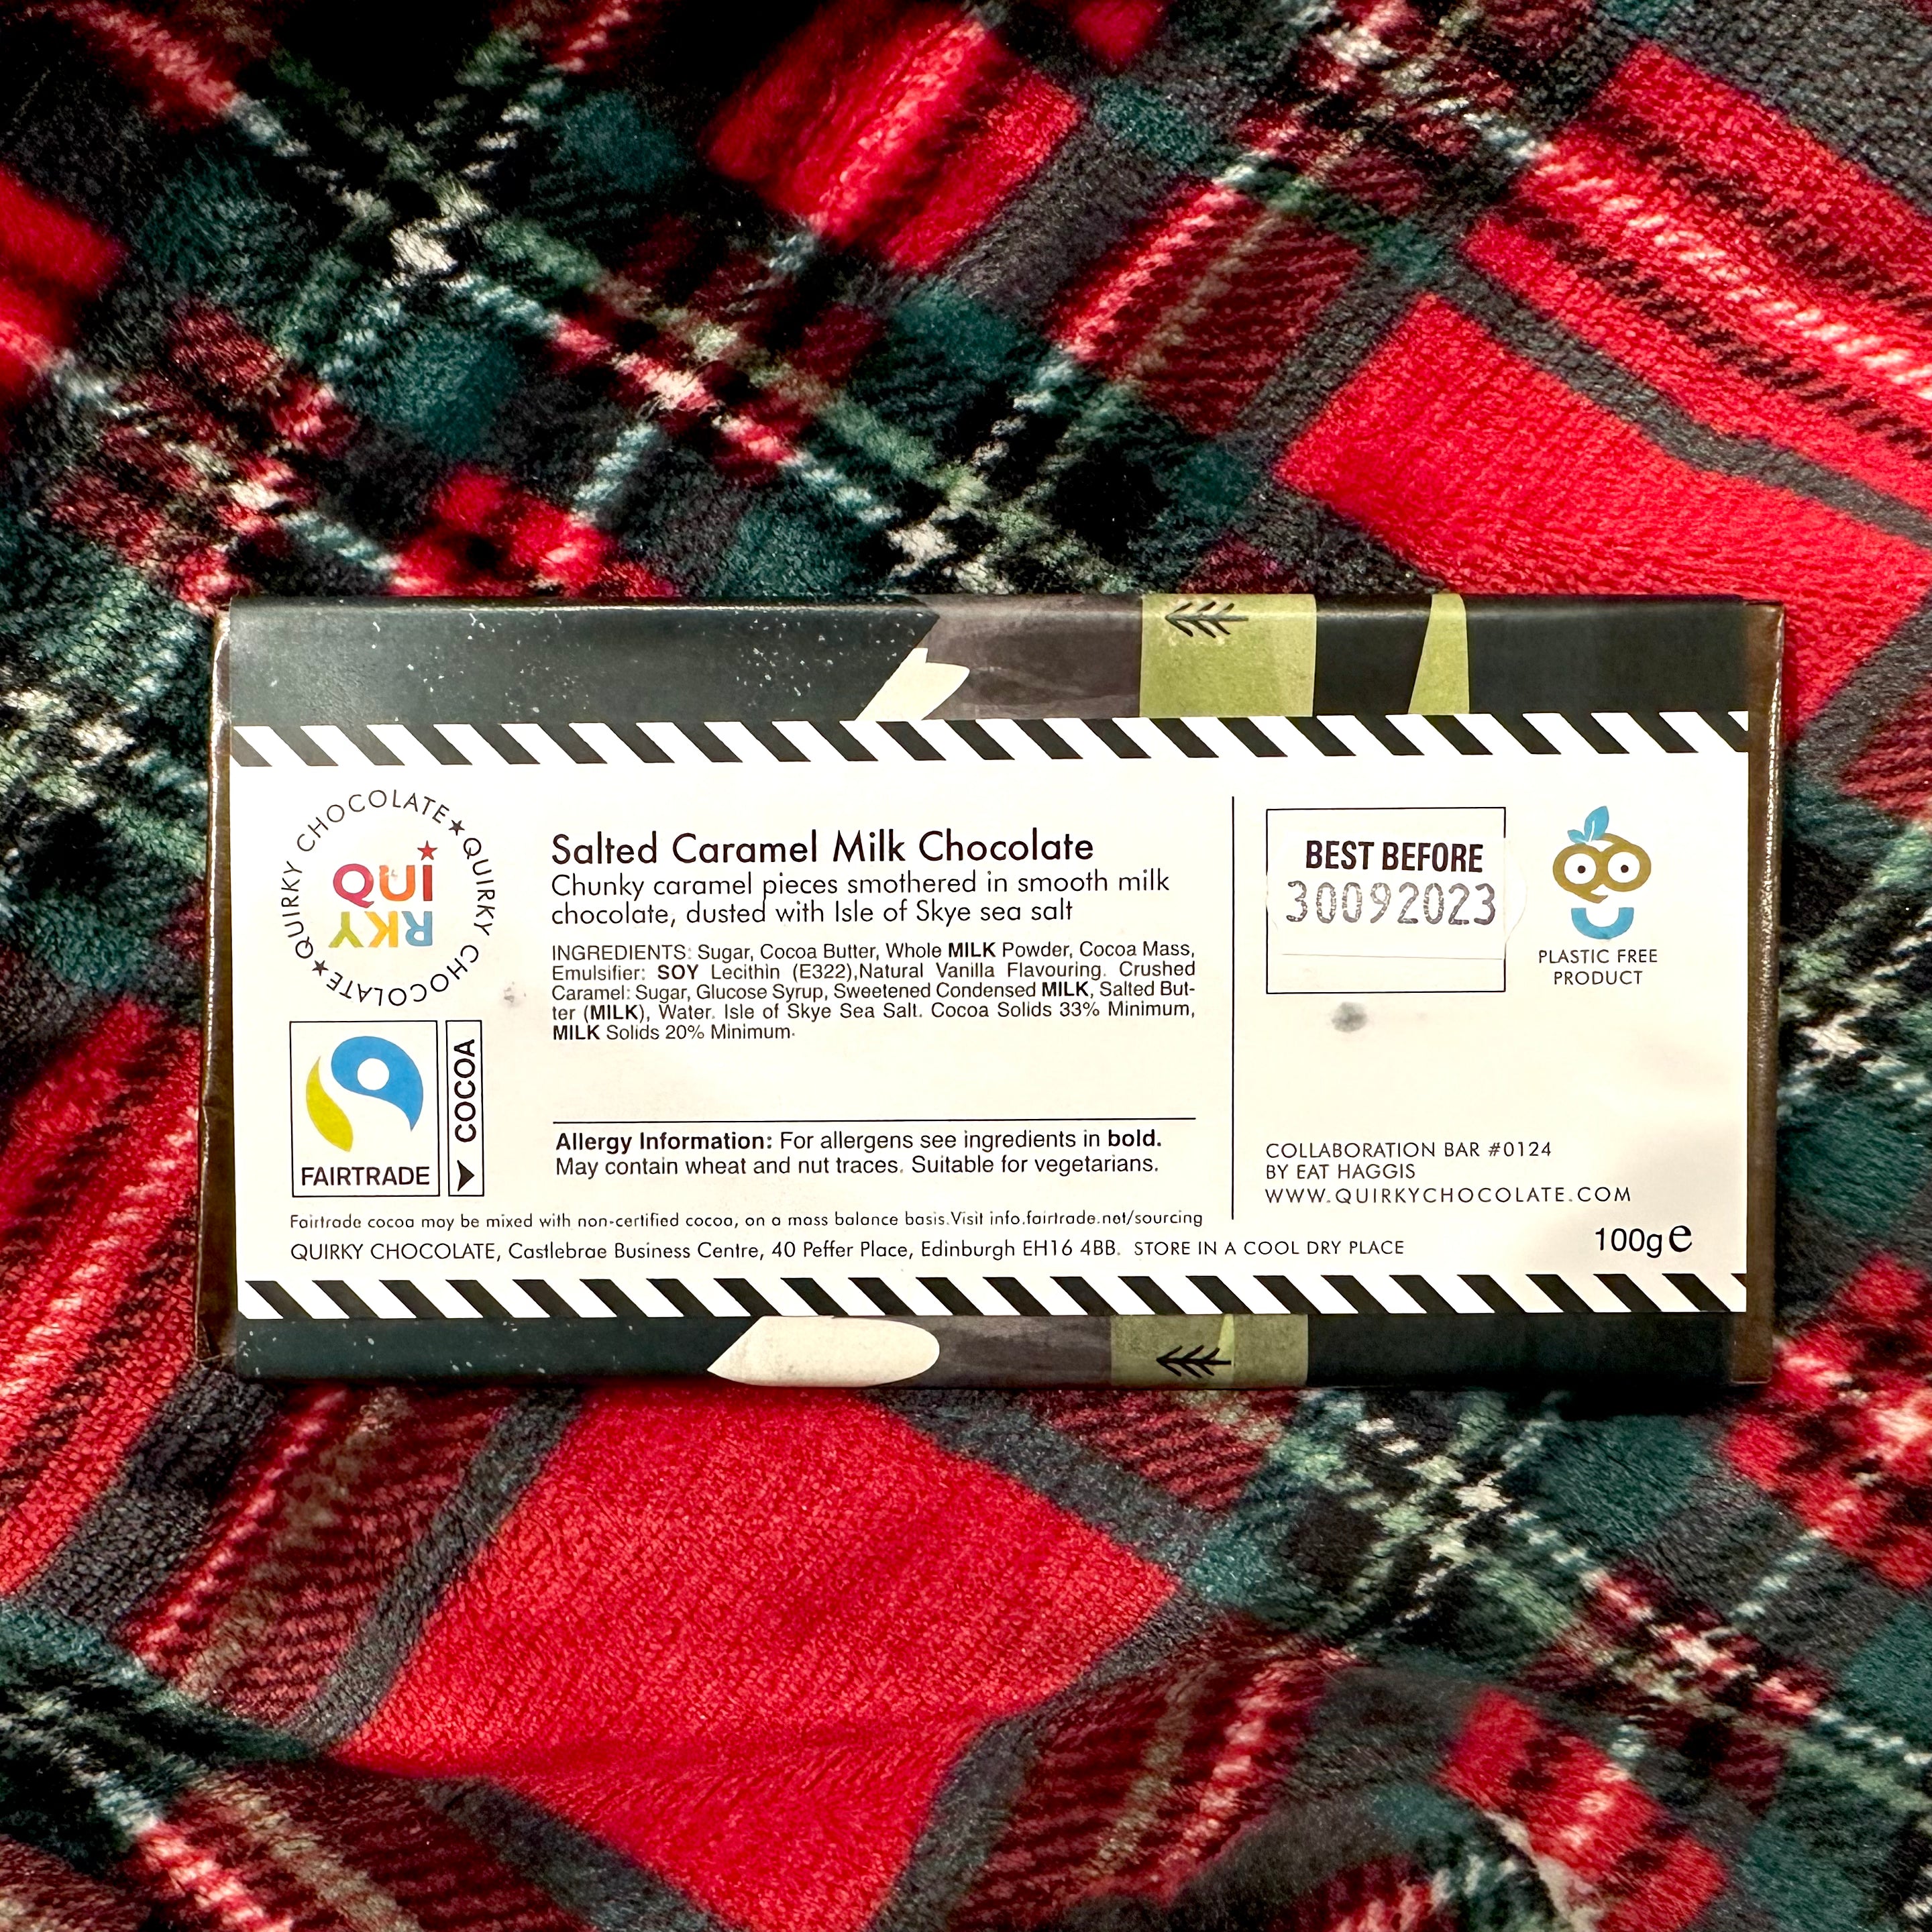 QUIRKY CHOCOLATE ★ QUIRKY CHOCOLATE ★
QUI
RKY
FAIRTRADE
COCOA
Salted Caramel Milk Chocolate
Chunky caramel pieces smothered in smooth milk
chocolate, dusted with Isle of Skye sea salt
INGREDIENTS: Sugar, Cocoa Butter, Whole MILK Powder, Cocoa Mass,
Emulsifier: SOY Lecithin (E322),Natural Vanilla Flavouring. Crushed
Caramel: Sugar, Glucose Syrup, Sweetened Condensed MILK, Salted But-
ter (MILK), Water. Isle of Skye Sea Salt. Cocoa Solids 33% Minimum,
MILK Solids 20% Minimum.
Allergy Information: For allergens see ingredients in bold.
May contain wheat and nut traces. Suitable for vegetarians.
BEST BEFORE
30092023
PLASTIC FREE
PRODUCT
COLLABORATION BAR #0124
BY EAT HAGGIS
WWW.QUIRKYCHOCOLATE.COM
Fairtrade cocoa may be mixed with non-certified cocoa, on a mass balance basis.Visit info.fairtrade.net/sourcing
QUIRKY CHOCOLATE, Castlebrae Business Centre, 40 Peffer Place, Edinburgh EH16 4BB. STORE IN A COOL DRY PLACE
100g e